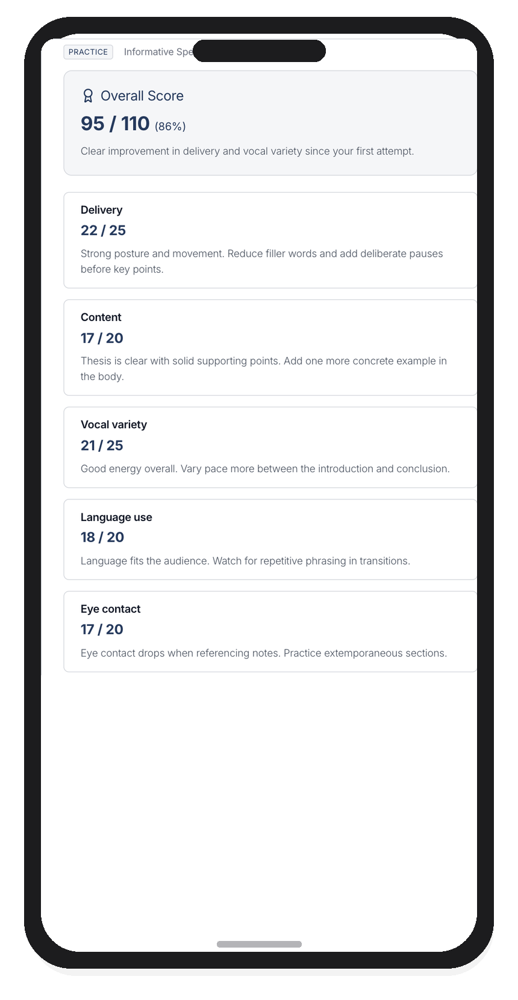 PRACTICE
Informative
Overall Score
95 / 110 (86%)
Clear improvement in delivery and vocal variety since your first attempt.
Delivery
22 / 25
Strong posture and movement. Reduce filler words and add deliberate pauses
before key points.
Content
17 / 20
Thesis is clear with solid supporting points. Add one more concrete example in
the body.
Vocal variety
21 / 25
Good energy overall. Vary pace more between the introduction and conclusion.
Language use
18 / 20
Language fits the audience. Watch for repetitive phrasing in transitions.
Eye contact
17 / 20
Eye contact drops when referencing notes. Practice extemporaneous sections.